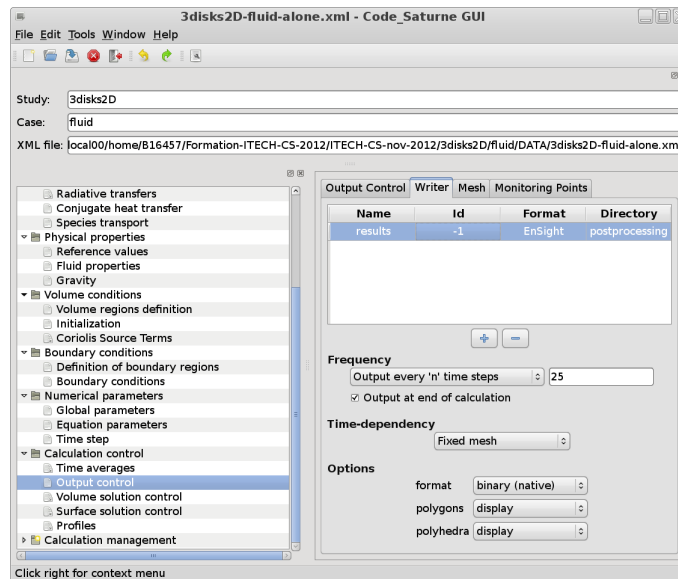 3disks2D-fluid-alone.xml - Code_Saturne GUI
File Edit Tools Window Help
Study: 3disks2D
Case: fluid
XML file: local00/home/B16457/Formation-ITECH-CS-2012/ITECH-CS-nov-2012/3disks2D/fluid/DATA/3disks2D-fluid-alone.xm
Radiative transfers
Conjugate heat transfer
Species transport
Physical properties
Reference values
Fluid properties
Gravity
Volume conditions
Volume regions definition
Initialization
Coriolis Source Terms
Boundary conditions
Definition of boundary regions
Boundary conditions
Numerical parameters
Global parameters
Equation parameters
Time step
Calculation control
Time averages
Output control
Volume solution control
Surface solution control
Profiles
Calculation management
Output Control Writer Mesh Monitoring Points
Name Id Format Directory
results -1 EnSight postprocessing
Frequency
Output every 'n' time steps 25
Output at end of calculation
Time-dependency
Fixed mesh
Options
format binary (native)
polygons display
polyhedra display
Click right for context menu